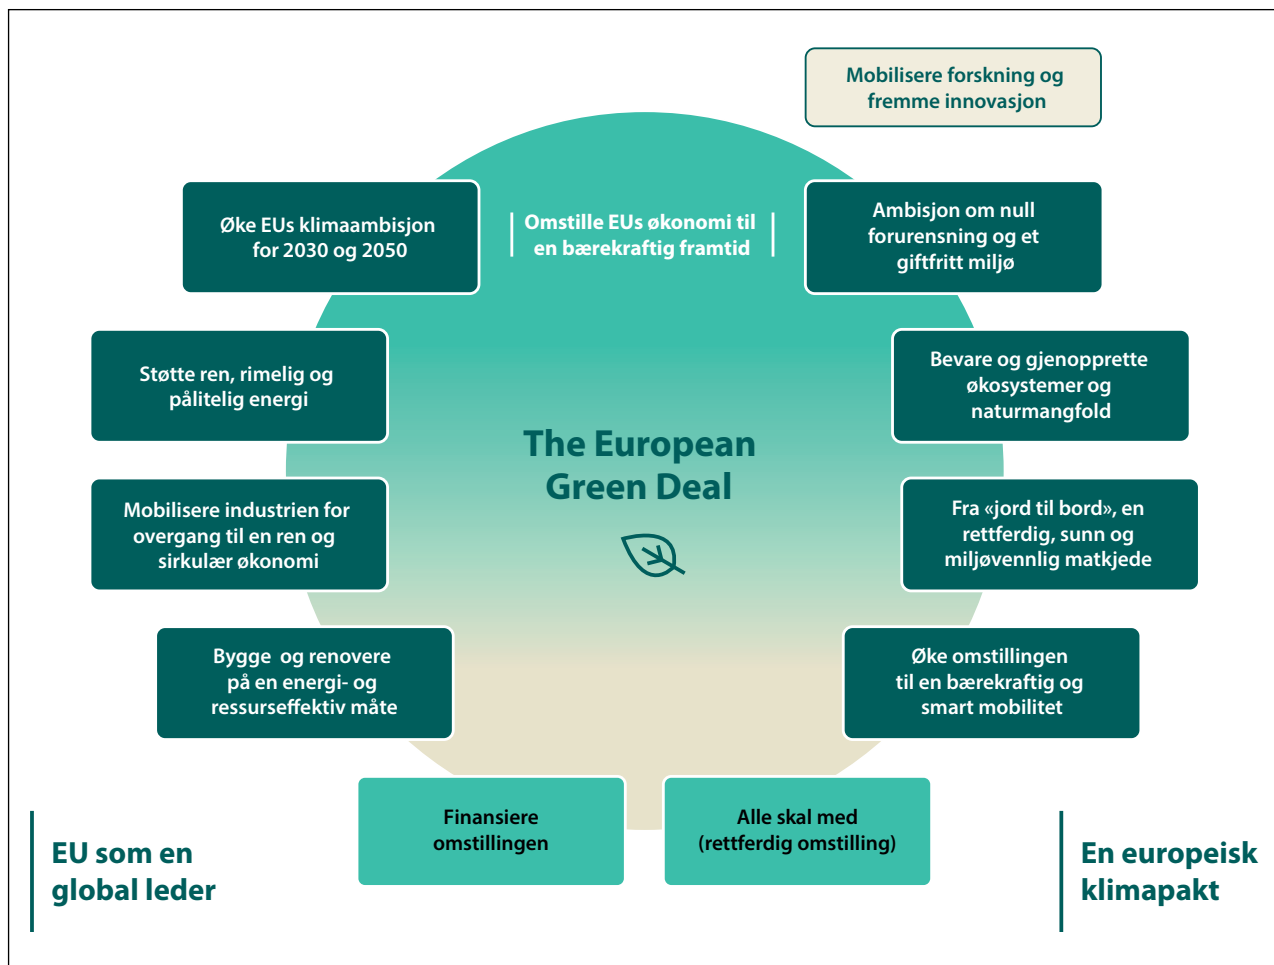 Mobilisere forskning og
fremme innovasjon
Øke EUs klimaambisjon
for 2030 og 2050
Omstille EUs økonomi til
en bærekraftig framtid
Ambisjon om null
forurensning og et
giftfritt miljø
Støtte ren, rimelig og
pålitelig energi
Bevare og gjenopprette
økosystemer og
naturmangfold
The European
Green Deal
Mobilisere industrien for
overgang til en ren og
sirkulær økonomi
Fra «jord til bord», en
rettferdig, sunn og
miljøvennlig matkjede
Bygge og renovere
på en energi- og
ressurseffektiv måte
Øke omstillingen
til en bærekraftig og
smart mobilitet
Finansiere
omstillingen
Alle skal med
(rettferdig omstilling)
EU som en
global leder
En europeisk
klimapakt